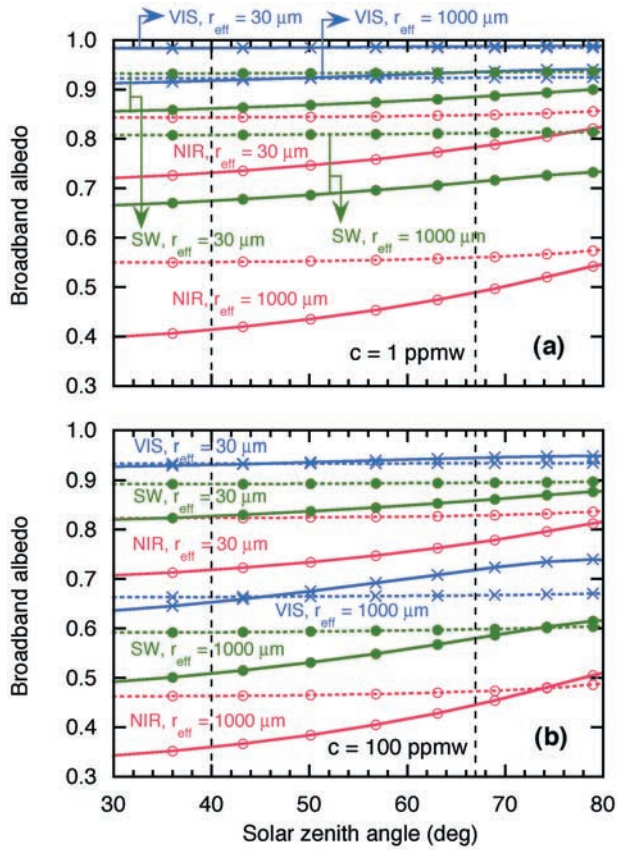 VIS, r_eff = 30 μm VIS, r_eff = 1000 μm
1.0
0.9
0.8
0.7
0.6
0.5
0.4
0.3
Broadband albedo
NIR, r_eff = 30 μm
SW, r_eff = 30 μm
SW, r_eff = 1000 μm
NIR, r_eff = 1000 μm
c = 1 ppmw
(a)
1.0
0.9
0.8
0.7
0.6
0.5
0.4
0.3
Broadband albedo
VIS, r_eff = 30 μm
SW, r_eff = 30 μm
NIR, r_eff = 30 μm
VIS, r_eff = 1000 μm
SW, r_eff = 1000 μm
NIR, r_eff = 1000 μm
c = 100 ppmw
(b)
30 40 50 60 70 80
Solar zenith angle (deg)